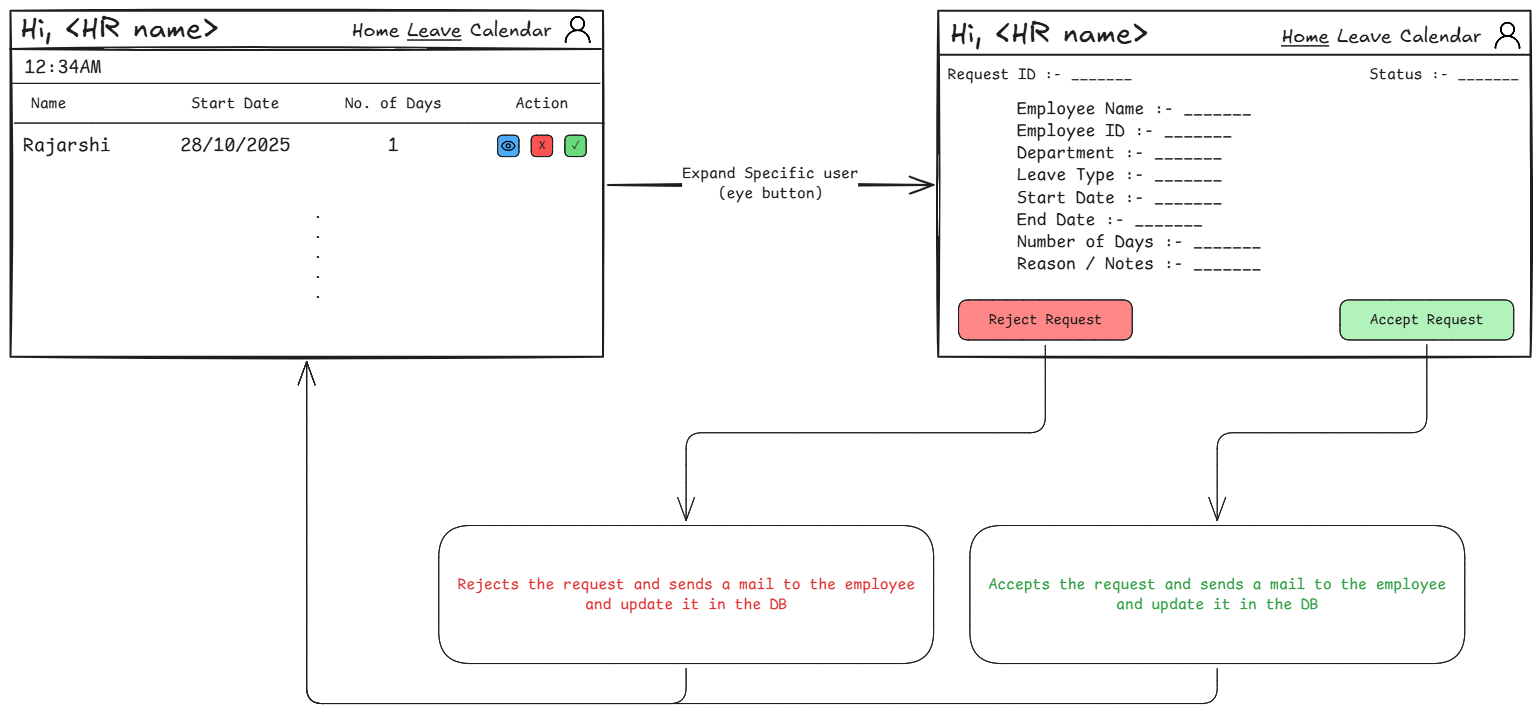 Hi, <HR name>
Home Leave Calendar
12:34AM
Name Start Date No. of Days Action
Rajarshi 28/10/2025 1 X ✓
Expand Specific user
(eye button)
Hi, <HR name>
Home Leave Calendar
Request ID :- _______
Status :- _______
Employee Name :- _______
Employee ID :- _______
Department :- _______
Leave Type :- _______
Start Date :- _______
End Date :- _______
Number of Days :- _______
Reason / Notes :- _______
Reject Request
Accept Request
Rejects the request and sends a mail to the employee
and update it in the DB
Accepts the request and sends a mail to the employee
and update it in the DB